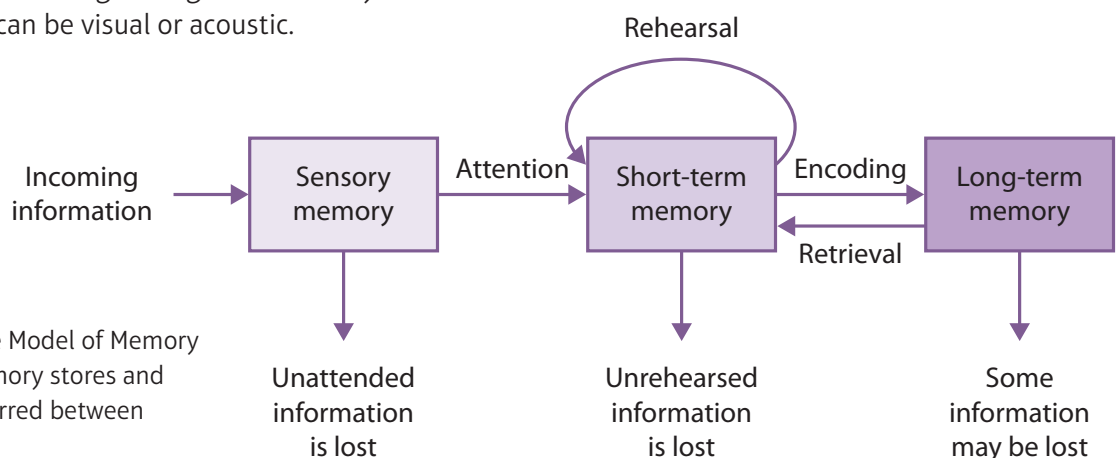 can be visual or acoustic.
Rehearsal
Incoming
information
Sensory
memory
Attention
Short-term
memory
Encoding
Retrieval
Long-term
memory
Model of Memory
ory stores and
rred between
Unattended
information
is lost
Unrehearsed
information
is lost
Some
information
may be lost